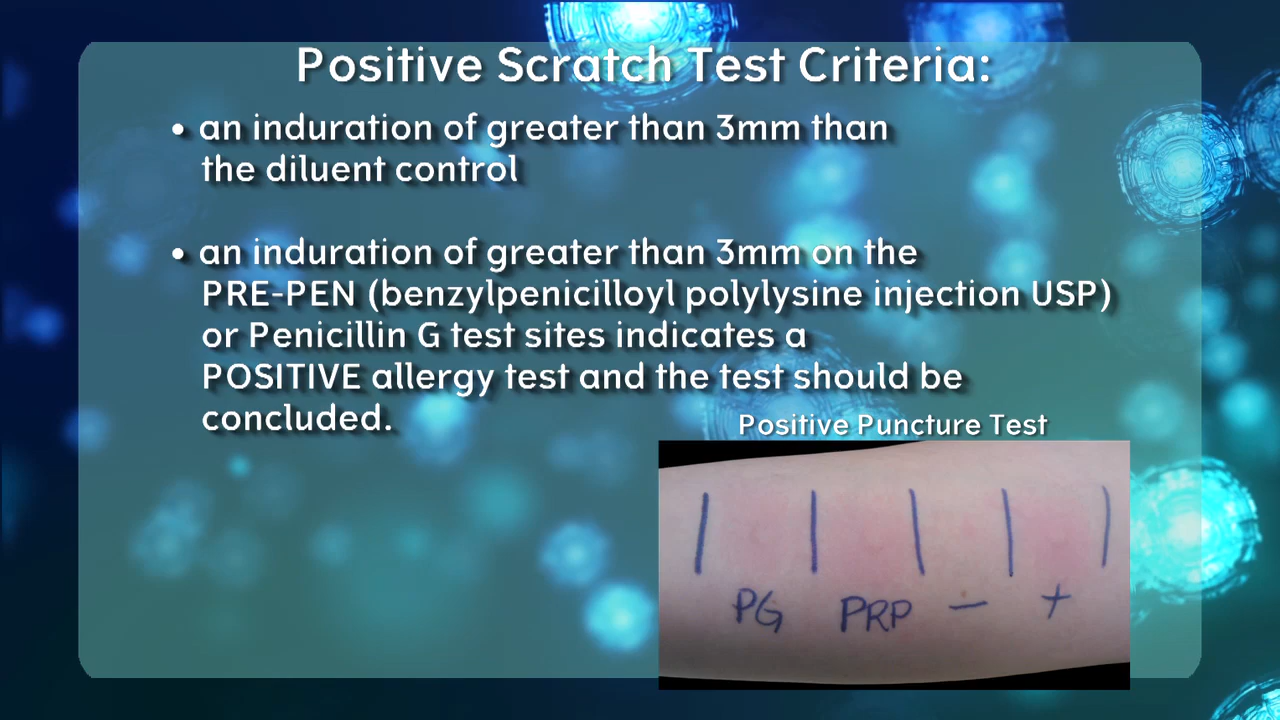 Positive Scratch Test Criteria:
• an induration of greater than 3mm than
the diluent control
• an induration of greater than 3mm on the
PRE-PEN (benzylpenicilloyl polylysine injection USP)
or Penicillin G test sites indicates a
POSITIVE allergy test and the test should be
concluded.
Positive Puncture Test
PG PRP − +